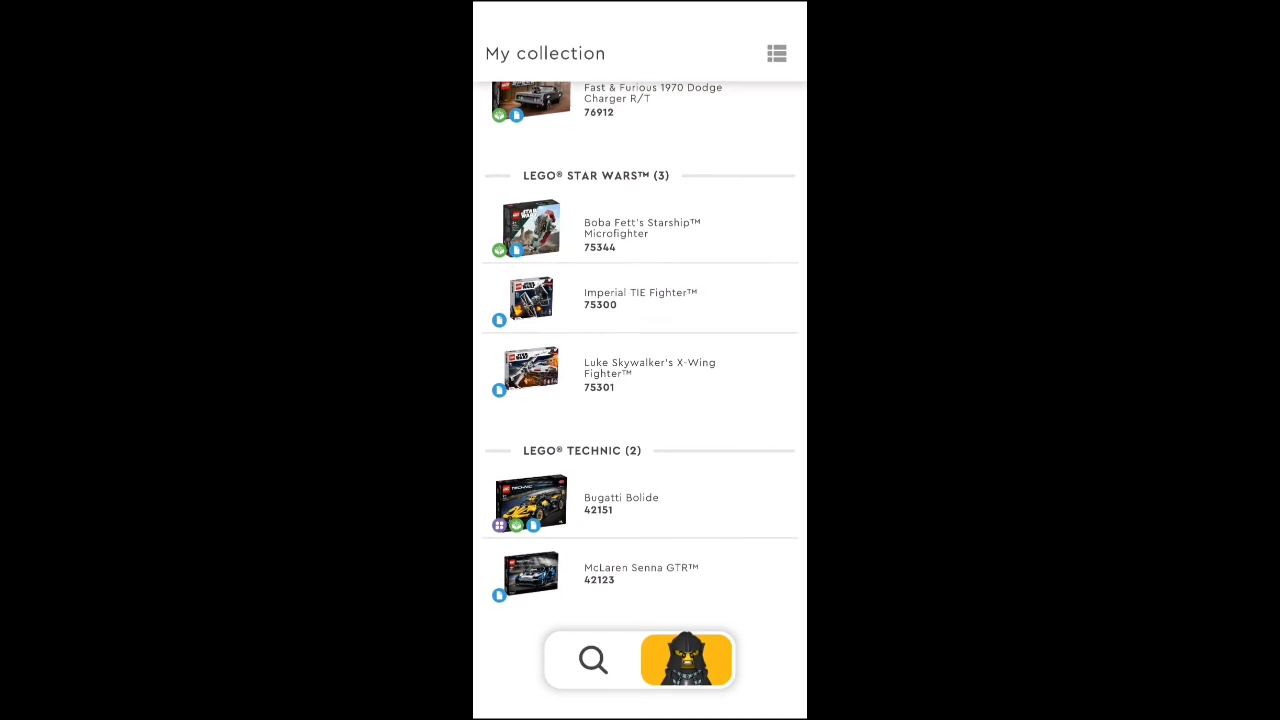 My collection
Fast & Furious 1970 Dodge
Charger R/T
76912
LEGO® STAR WARS™ (3)
Boba Fett's Starship™
Microfighter
75344
Imperial TIE Fighter™
75300
Luke Skywalker's X-Wing
Fighter™
75301
LEGO® TECHNIC (2)
Bugatti Bolide
42151
McLaren Senna GTR™
42123